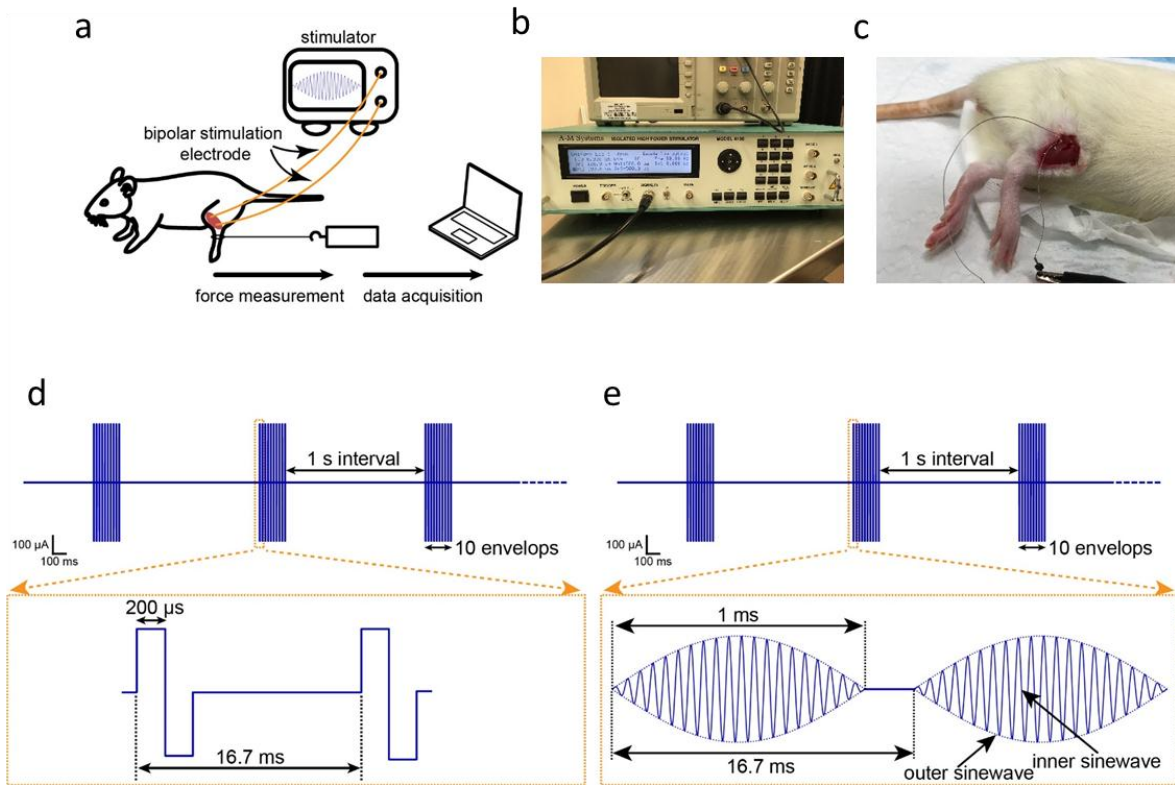 a
stimulator
bipolar stimulation
electrode
force measurement
data acquisition
b
A-M Systems
ISOLATED HIGH POWER STIMULATOR
c
d
1 s interval
100 µA
100 ms
10 envelops
200 µs
16.7 ms
e
1 s interval
100 µA
100 ms
10 envelops
1 ms
16.7 ms
outer sinewave
inner sinewave